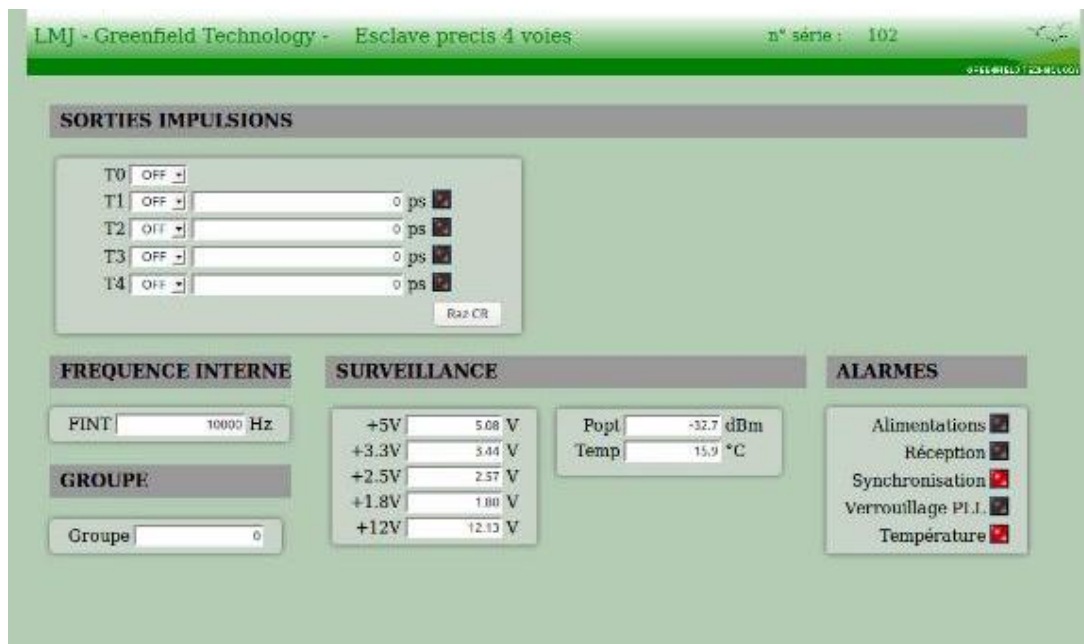 LMJ - Greenfield Technology - Esclave precis 4 voies n° série : 102
GREENFIELD TECHNOLOGY
SORTIES IMPULSIONS
T0 OFF
T1 OFF 0 ps
T2 OFF 0 ps
T3 OFF 0 ps
T4 OFF 0 ps
Raz CR
FREQUENCE INTERNE
FINT 10000 Hz
GROUPE
Groupe 0
SURVEILLANCE
+5V 5.08 V
+3.3V 3.44 V
+2.5V 2.57 V
+1.8V 1.80 V
+12V 12.13 V
Popt -32.7 dBm
Temp 15.9 °C
ALARMES
Alimentations
Réception
Synchronisation
Verrouillage PLL
Température